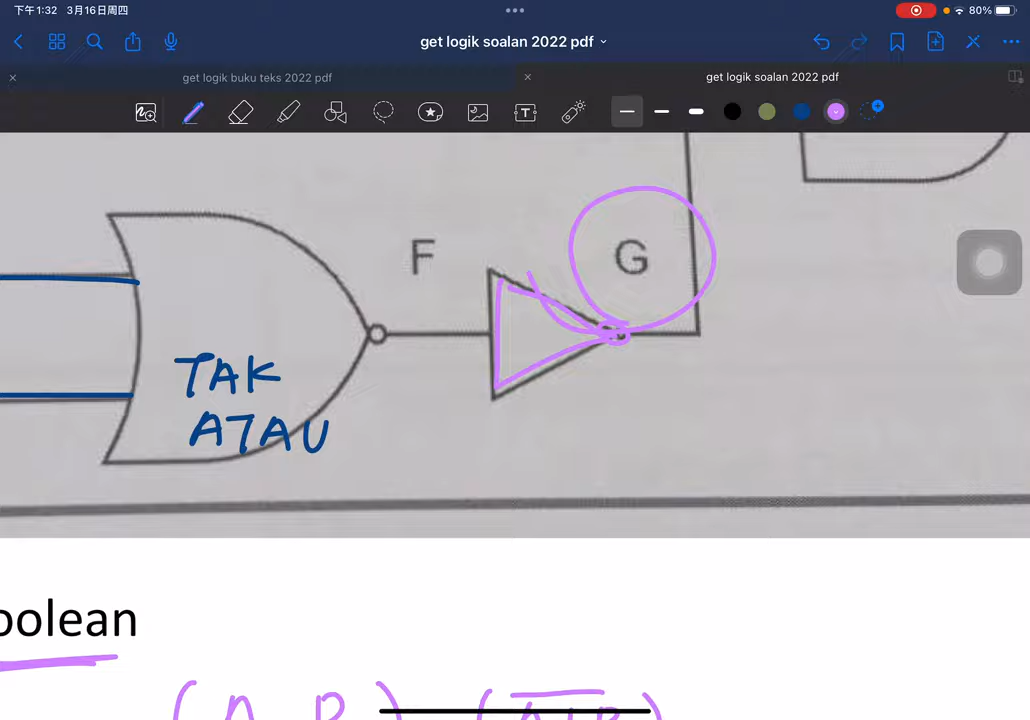 下午1:32 3月16日周四
80%
get logik soalan 2022 pdf
get logik buku teks 2022 pdf
get logik soalan 2022 pdf
T
F
G
TAK
ATAU
oolean